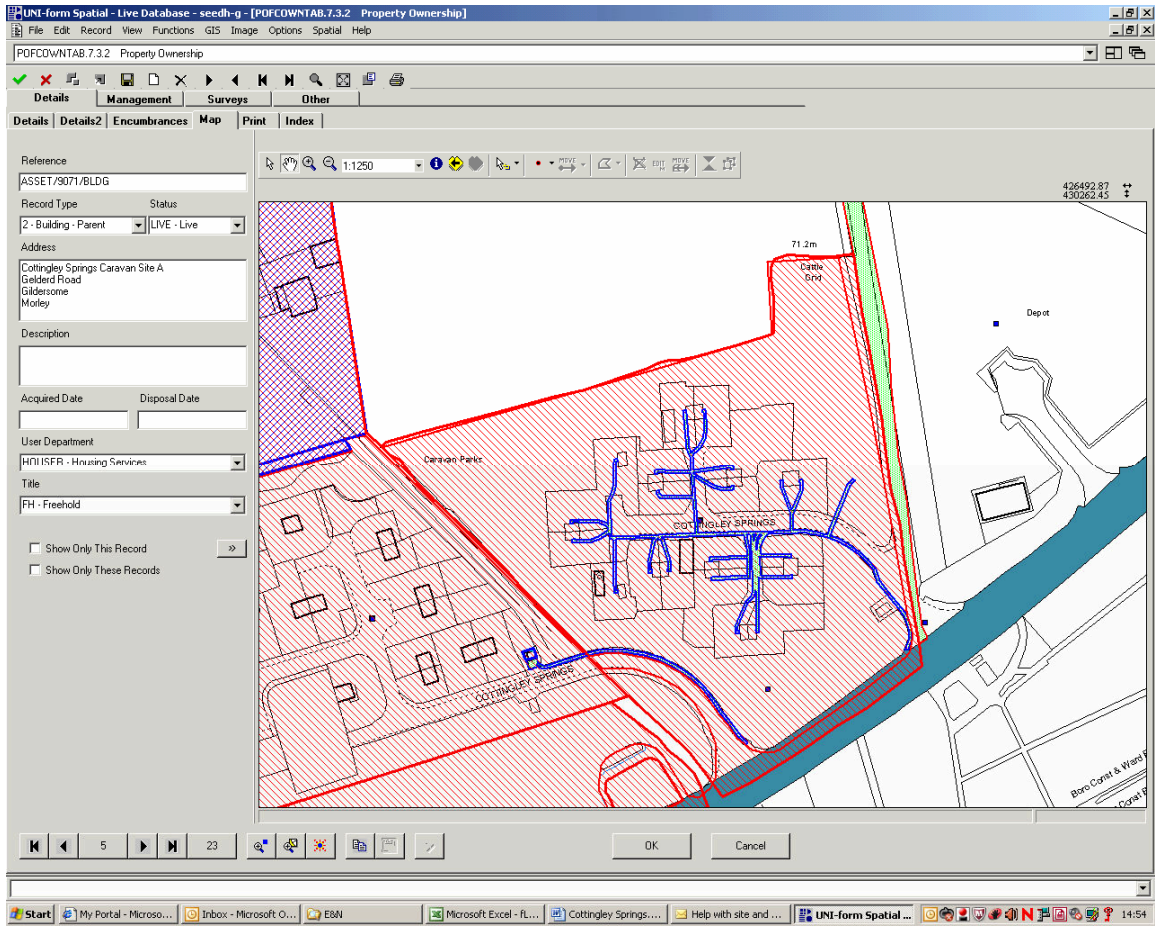 UNI-form Spatial - Live Database - seedh-g - [POFCOWNTAB.7.3.2   Property Ownership]
File Edit Record View Functions GIS Image Options Spatial Help
POFCOWNTAB.7.3.2   Property Ownership
Details Management Surveys Other
Details Details2 Encumbrances Map Print Index
Reference
ASSET/9071/BLDG
Record Type Status
2 - Building - Parent LIVE - Live
Address
Cottingley Springs Caravan Site A
Gelderd Road
Gildersome
Morley
Description
Acquired Date Disposal Date
User Department
HOUSER - Housing Services
Title
FH - Freehold
Show Only This Record »
Show Only These Records
1:1250 MOVE EDIT MOVE
426492.87
430262.45
71.2m
Cattle
Grid
Depot
Caravan Parks
COTTINGLEY SPRINGS
COTTINGLEY SPRINGS
Boro Const & Ward
5 23 OK Cancel
Start My Portal - Microso... Inbox - Microsoft O... E&N Microsoft Excel - fL... Cottingley Springs.... Help with site and ... UNI-form Spatial ... 14:54